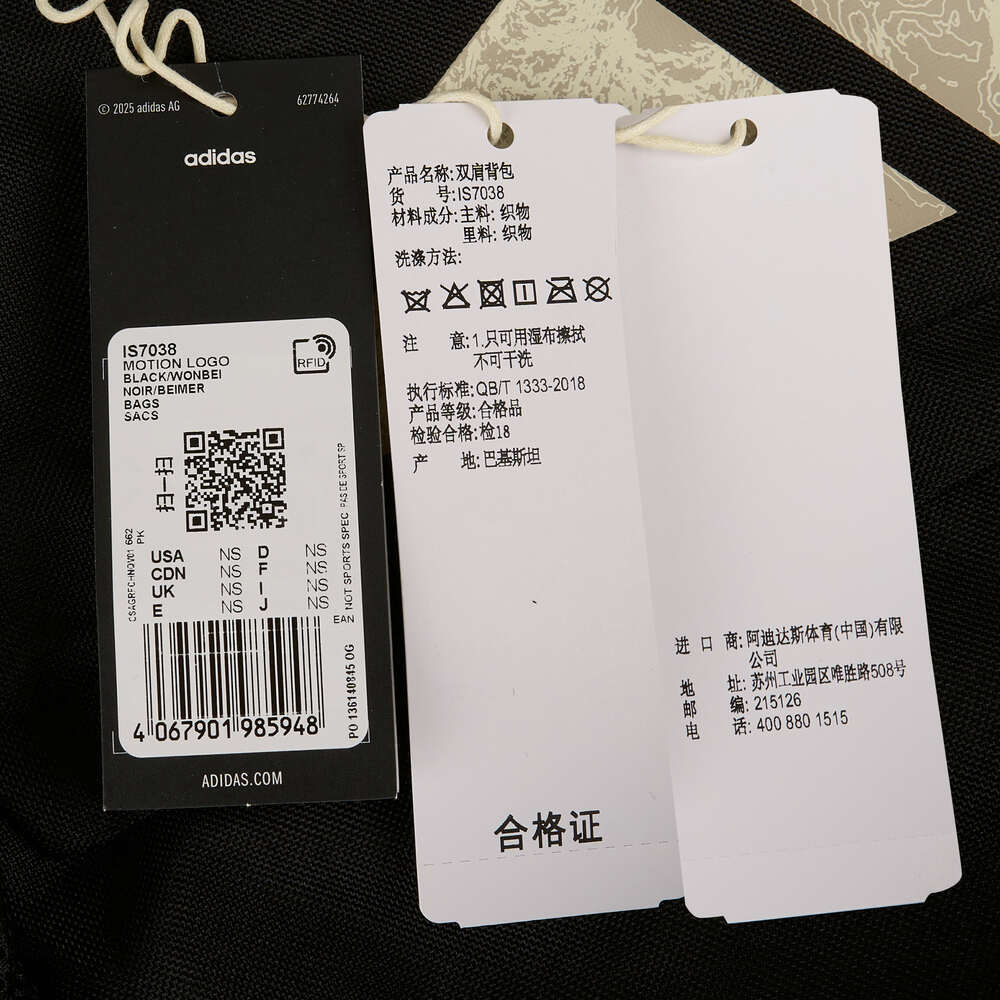 © 2025 adidas AG
62774264
adidas
IS7038
MOTION LOGO
BLACK/WONBEI
NOIR/BEIMER
BAGS
SACS
RFID
扫一扫
CSAGRFCHNQV01 662
PK
USA NS D NS
CDN NS F NS
UK NS I NS
E NS J NS
NOT SPORTS SPEC PAS DE SPORT SP
EAN
4 067901 985948
PO 136140845 OG
ADIDAS.COM
产品名称:双肩背包
货 号:IS7038
材料成分:主料: 织物
里料: 织物
洗涤方法:
注 意:1.只可用湿布擦拭
不可干洗
执行标准:QB/T 1333-2018
产品等级:合格品
检验合格:检18
产 地:巴基斯坦
合格证
进 口 商:阿迪达斯体育(中国)有限
公司
地 址: 苏州工业园区唯胜路508号
邮 编: 215126
电 话: 400 880 1515